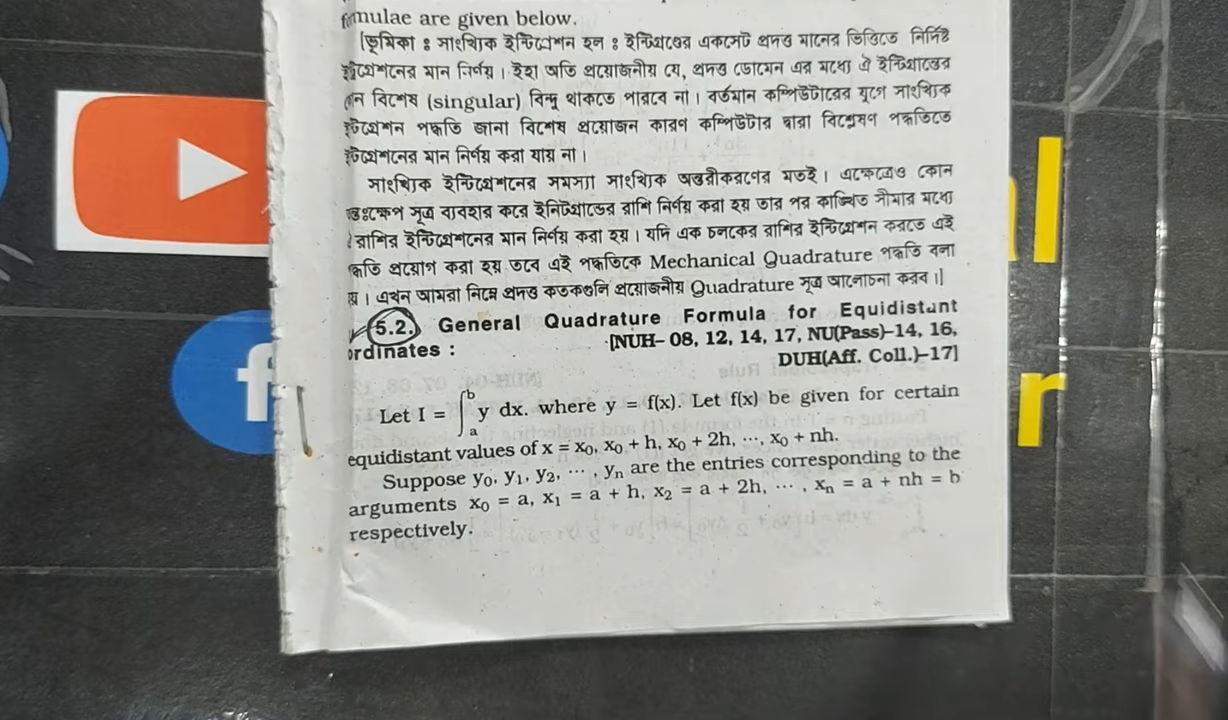 formulae are given below.
[ভূমিকা : সাংখ্যিক ইন্টিগ্রেশন হল : ইন্টিগ্রান্ডের একসেট প্রদত্ত মানের ভিত্তিতে নির্দিষ্ট
ইন্টিগ্রেশনের মান নির্ণয়। ইহা অতি প্রয়োজনীয় যে, প্রদত্ত ডোমেন এর মধ্যে ঐ ইন্টিগ্রান্ডের
কোন বিশেষ (singular) বিন্দু থাকতে পারবে না। বর্তমান কম্পিউটারের যুগে সাংখ্যিক
ইন্টিগ্রেশন পদ্ধতি জানা বিশেষ প্রয়োজন কারণ কম্পিউটার দ্বারা বিশ্লেষণ পদ্ধতিতে
ইন্টিগ্রেশনের মান নির্ণয় করা যায় না।
সাংখ্যিক ইন্টিগ্রেশনের সমস্যা সাংখ্যিক অন্তরীকরণের মতই। এক্ষেত্রেও কোন
সূত্র ব্যবহার করে ইনিটগ্রান্ডের রাশি নির্ণয় করা হয় তার পর কাঙ্খিত সীমার মধ্যে
রাশির ইন্টিগ্রেশনের মান নির্ণয় করা হয়। যদি এক চলকের রাশির ইন্টিগ্রেশন করতে এই
পদ্ধতি প্রয়োগ করা হয় তবে এই পদ্ধতিকে Mechanical Quadrature পদ্ধতি বলা
হয়। এখন আমরা নিম্নে প্রদত্ত কতকগুলি প্রয়োজনীয় Quadrature সূত্র আলোচনা করব।]
5.2. General Quadrature Formula for Equidistant
ordinates : [NUH– 08, 12, 14, 17, NU(Pass)–14, 16,
DUH(Aff. Coll.)–17]
Let I = ∫_a^b y dx. where y = f(x). Let f(x) be given for certain
equidistant values of x = x₀, x₀ + h, x₀ + 2h, ..., x₀ + nh.
Suppose y₀, y₁, y₂, ... , yₙ are the entries corresponding to the
arguments x₀ = a, x₁ = a + h, x₂ = a + 2h, ... , xₙ = a + nh = b
respectively.
f
l
r